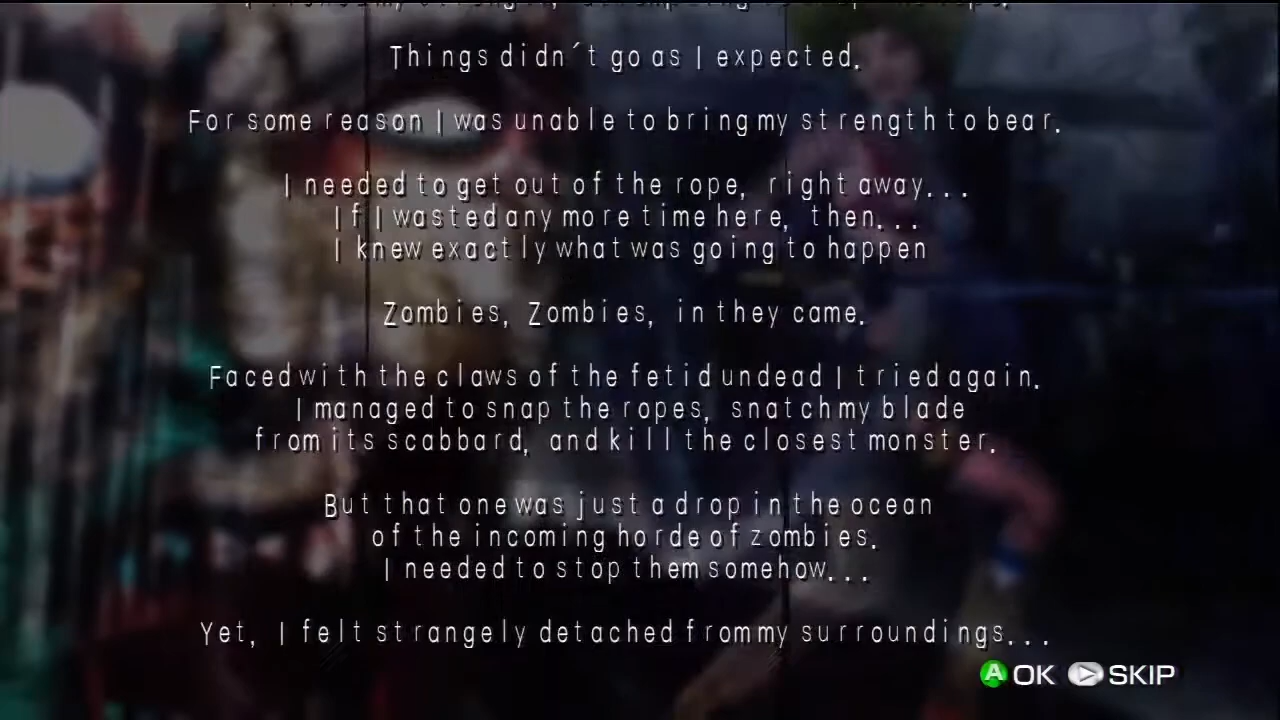 Things didn´t go as I expected.
For some reason I was unable to bring my strength to bear.
I needed to get out of the rope, right away...
If I wasted any more time here, then...
I knew exactly what was going to happen
Zombies, Zombies, in they came.
Faced with the claws of the fetid undead I tried again.
I managed to snap the ropes, snatch my blade
from its scabbard, and kill the closest monster.
But that one was just a drop in the ocean
of the incoming horde of zombies.
I needed to stop them somehow...
Yet, I felt strangely detached from my surroundings...
A OK SKIP